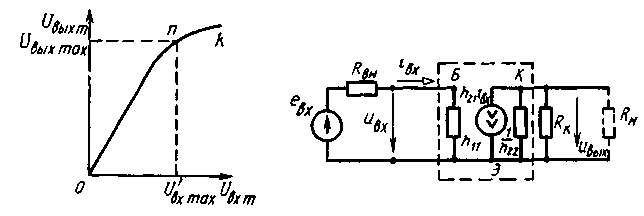 Uвых m
Uвых max
n
k
0
U'вх max
Uвх m
Rвн
iвх
Б
К
h21iвх
eвх
uвх
h11
1/h22
Rк
uвых
Rн
Э